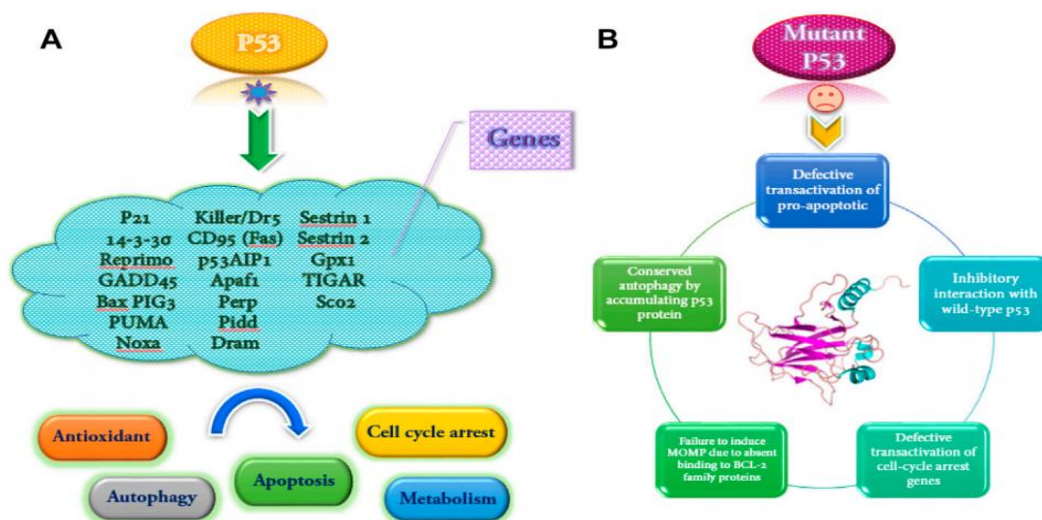 A
P53
Genes
P21 Killer/Dr5 Sestrin 1
14-3-3σ CD95 (Fas) Sestrin 2
Reprimo p53AIP1 Gpx1
GADD45 Apaf1 TIGAR
Bax PIG3 Perp Sco2
PUMA Pidd
Noxa Dram
Antioxidant
Cell cycle arrest
Apoptosis
Autophagy
Metabolism
B
Mutant
P53
Defective
transactivation of
pro-apoptotic
Inhibitory
interaction with
wild-type p53
Defective
transactivation of
cell-cycle arrest
genes
Failure to induce
MOMP due to absent
binding to BCL-2
family proteins
Conserved
autophagy by
accumulating p53
protein